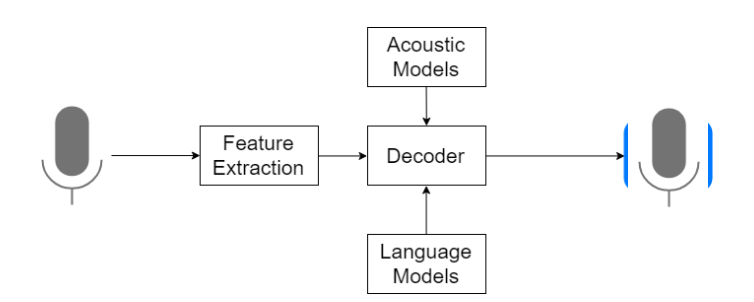 Acoustic
Models
Feature
Extraction
Decoder
Language
Models